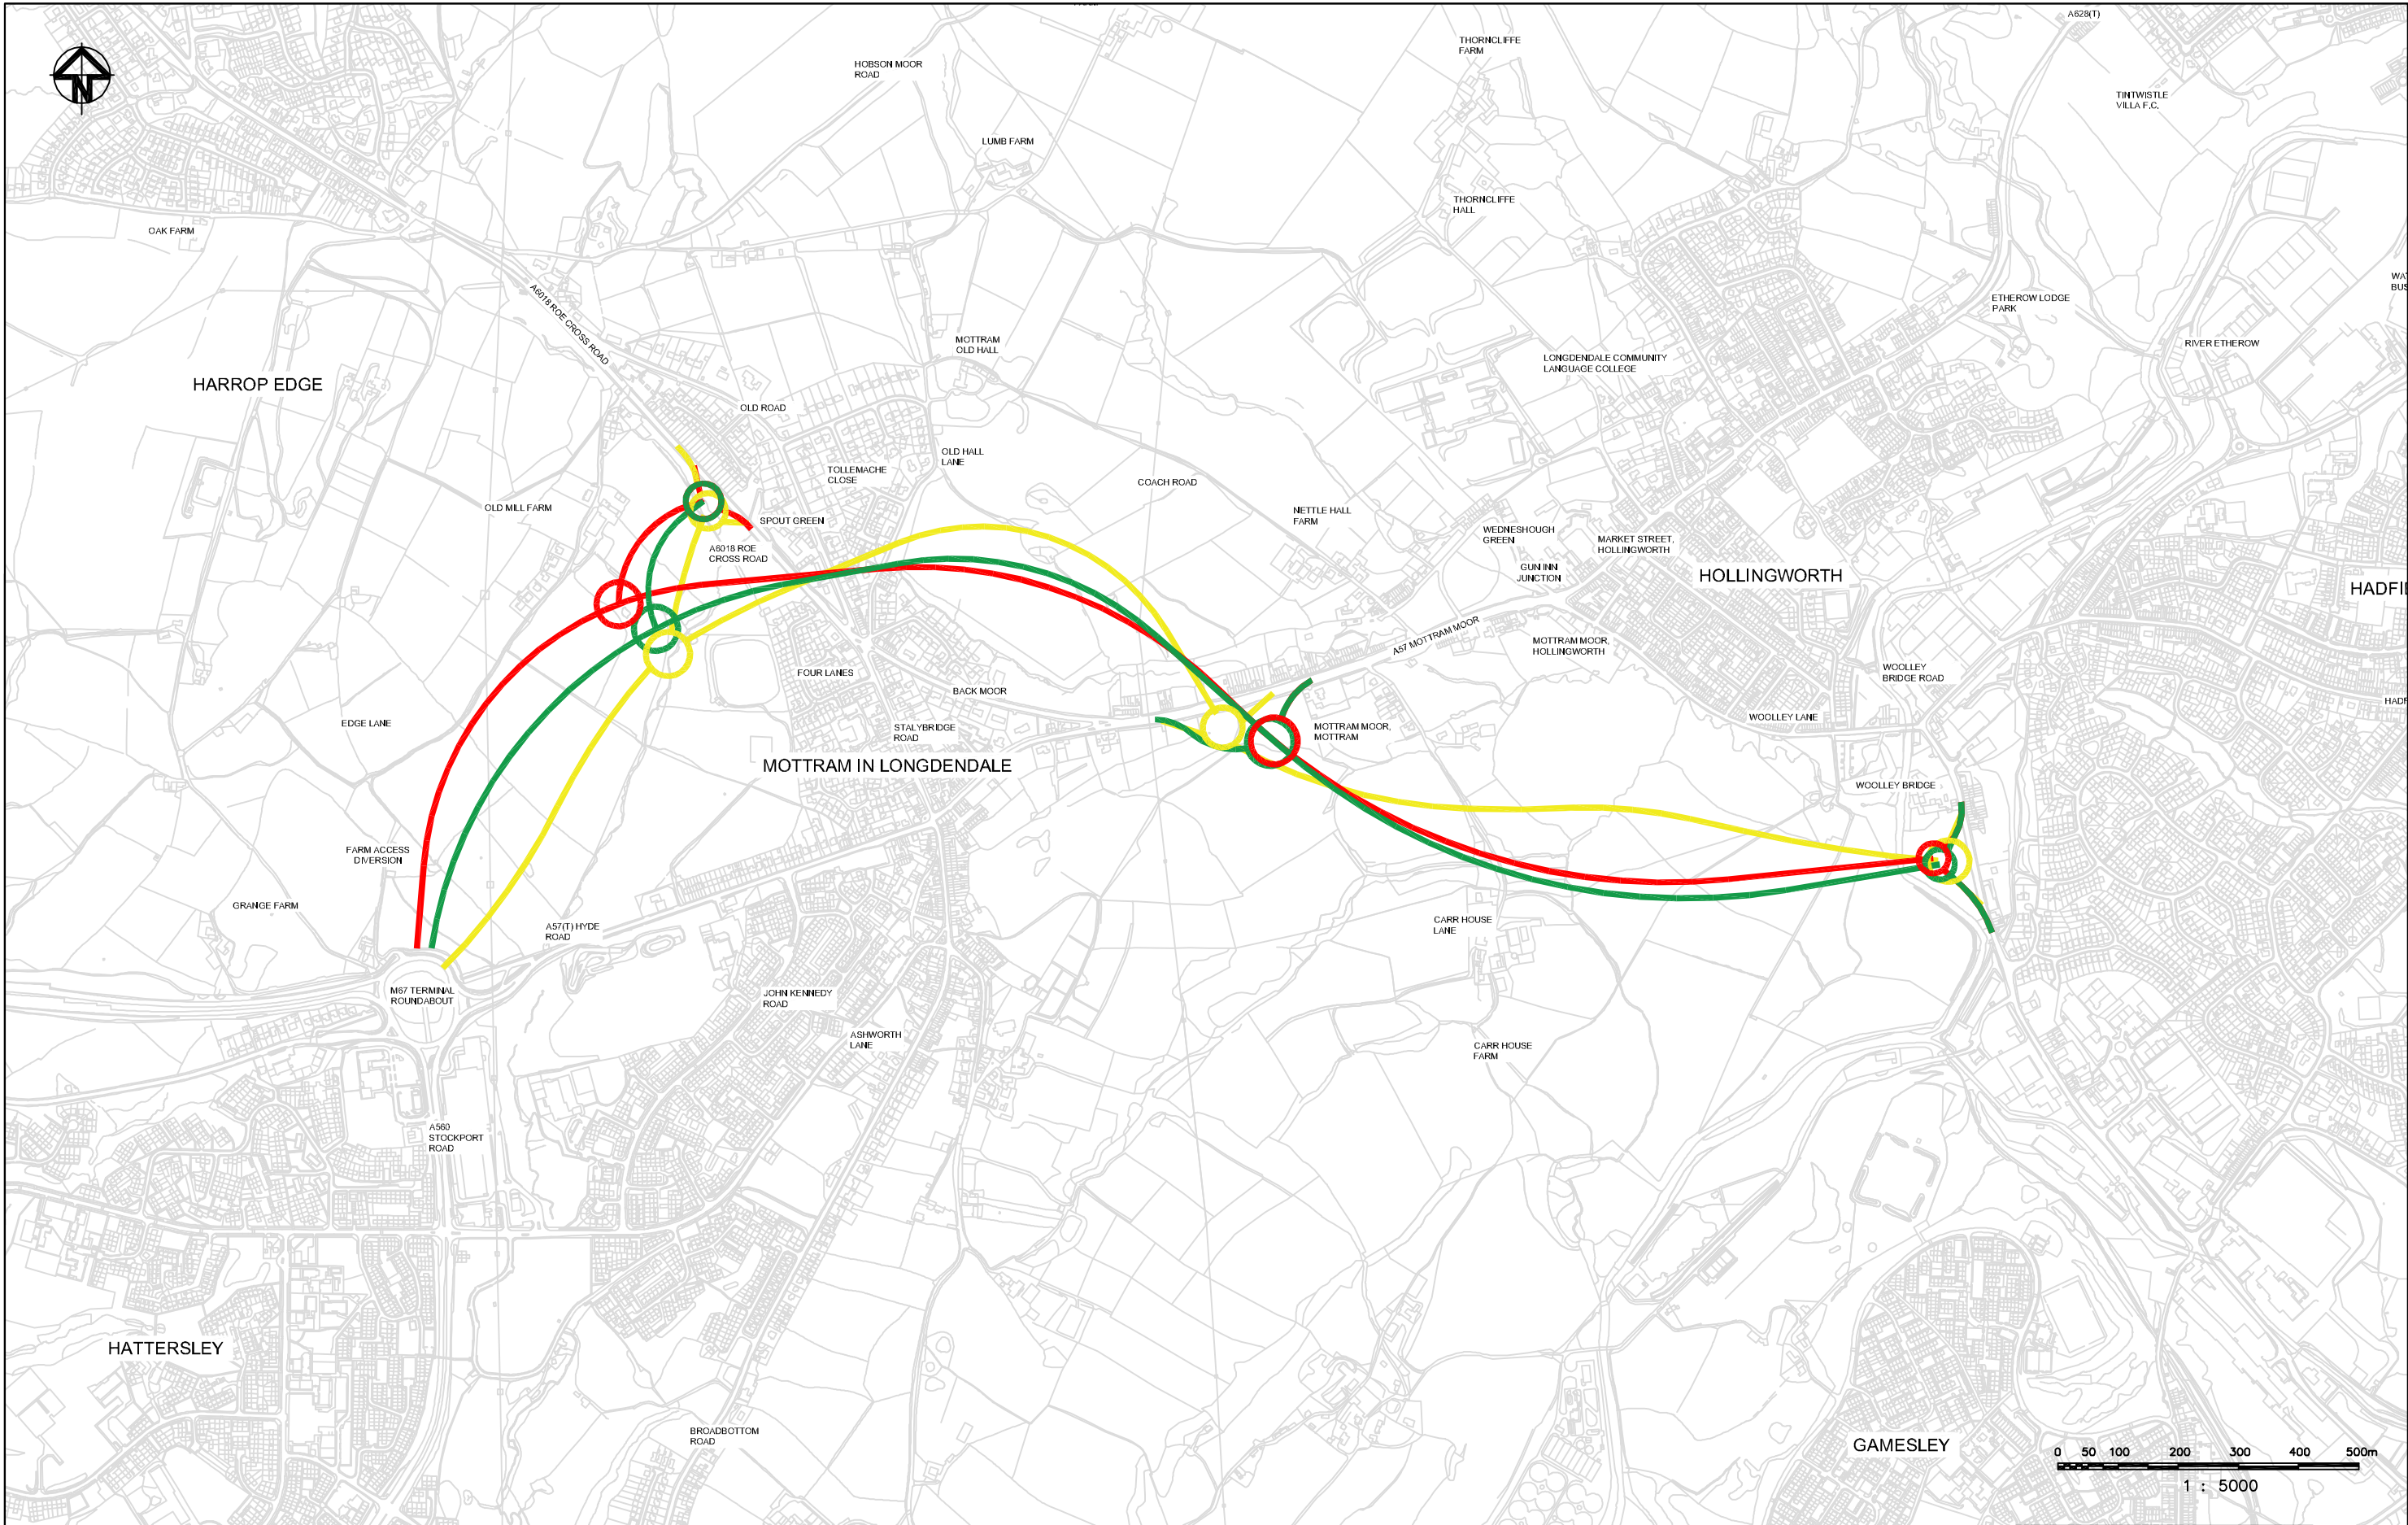 A628(T)
THORNCLIFFE
FARM
HOBSON MOOR
ROAD
N
TINTWISTLE
VILLA F.C.
LUMB FARM
THORNCLIFFE
HALL
OAK FARM
WAT
BUS
ETHEROW LODGE
PARK
A6018 ROE CROSS ROAD
MOTTRAM
OLD HALL
RIVER ETHEROW
LONGDENDALE COMMUNITY
LANGUAGE COLLEGE
HARROP EDGE
OLD ROAD
OLD HALL
LANE
TOLLEMACHE
CLOSE
COACH ROAD
OLD MILL FARM
NETTLE HALL
FARM
SPOUT GREEN
WEDNESHOUGH
GREEN
MARKET STREET,
HOLLINGWORTH
A6018 ROE
CROSS ROAD
GUN INN
JUNCTION
HOLLINGWORTH
HADFIE
A57 MOTTRAM MOOR
MOTTRAM MOOR,
HOLLINGWORTH
FOUR LANES
WOOLLEY
BRIDGE ROAD
BACK MOOR
HADF
EDGE LANE
WOOLLEY LANE
STALYBRIDGE
ROAD
MOTTRAM MOOR,
MOTTRAM
MOTTRAM IN LONGDENDALE
WOOLLEY BRIDGE
FARM ACCESS
DIVERSION
GRANGE FARM
A57(T) HYDE
ROAD
CARR HOUSE
LANE
M67 TERMINAL
ROUNDABOUT
JOHN KENNEDY
ROAD
ASHWORTH
LANE
CARR HOUSE
FARM
A560
STOCKPORT
ROAD
HATTERSLEY
BROADBOTTOM
ROAD
GAMESLEY
0 50 100 200 300 400 500m
1 : 5000